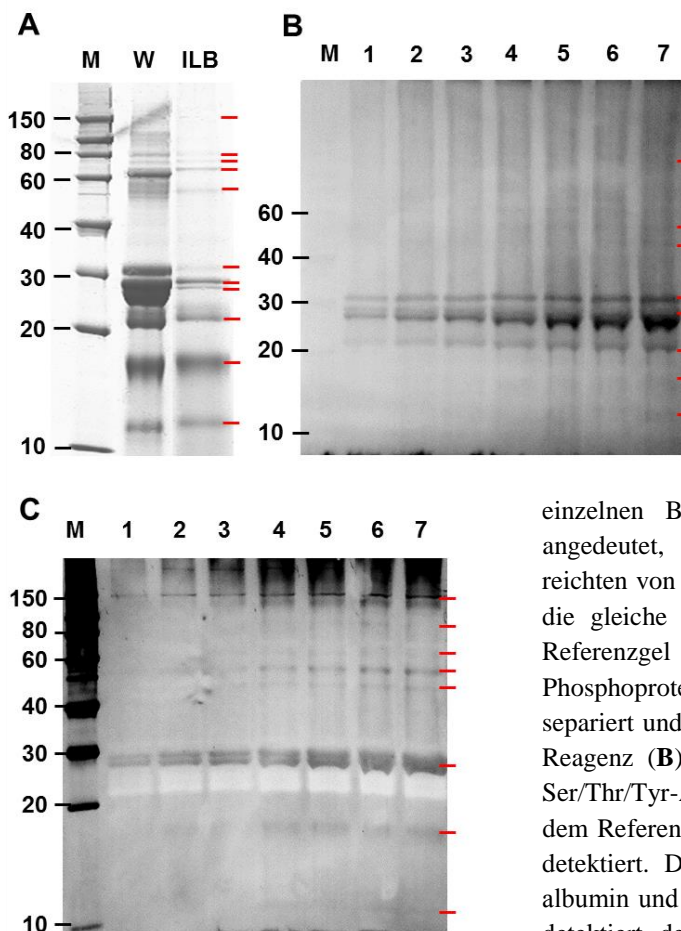 A
M W ILB
150
80
60
40
30
20
10
B
M 1 2 3 4 5 6 7
60
40
30
20
10
C
M 1 2 3 4 5 6 7
150
80
60
40
30
20
10
einzelnen B
angedeutet,
reichten von
die gleiche
Referenzgel
Phosphoprote
separiert und
Reagenz (B)
Ser/Thr/Tyr-
dem Referen
detektiert. D
albumin und